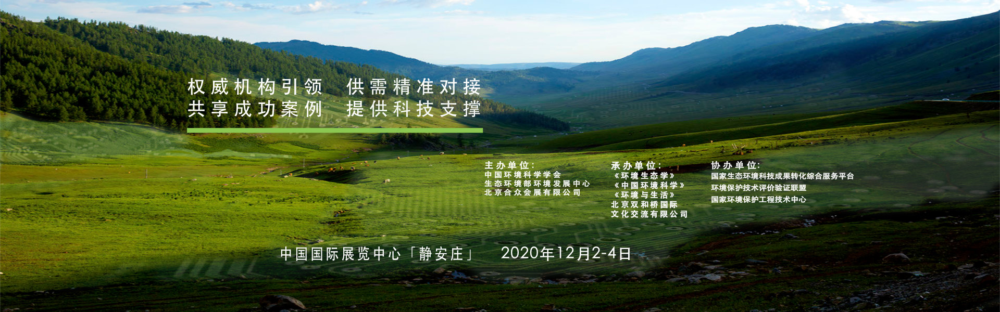 权威机构引领 供需精准对接
共享成功案例 提供科技支撑
主办单位:
中国环境科学学会
生态环境部环境发展中心
北京合众会展有限公司
承办单位:
《环境生态学》
《中国环境科学》
《环境与生活》
北京双和桥国际
文化交流有限公司
协办单位:
国家生态环境科技成果转化综合服务平台
环境保护技术评价验证联盟
国家环境保护工程技术中心
中国国际展览中心「静安庄」 2020年12月2-4日